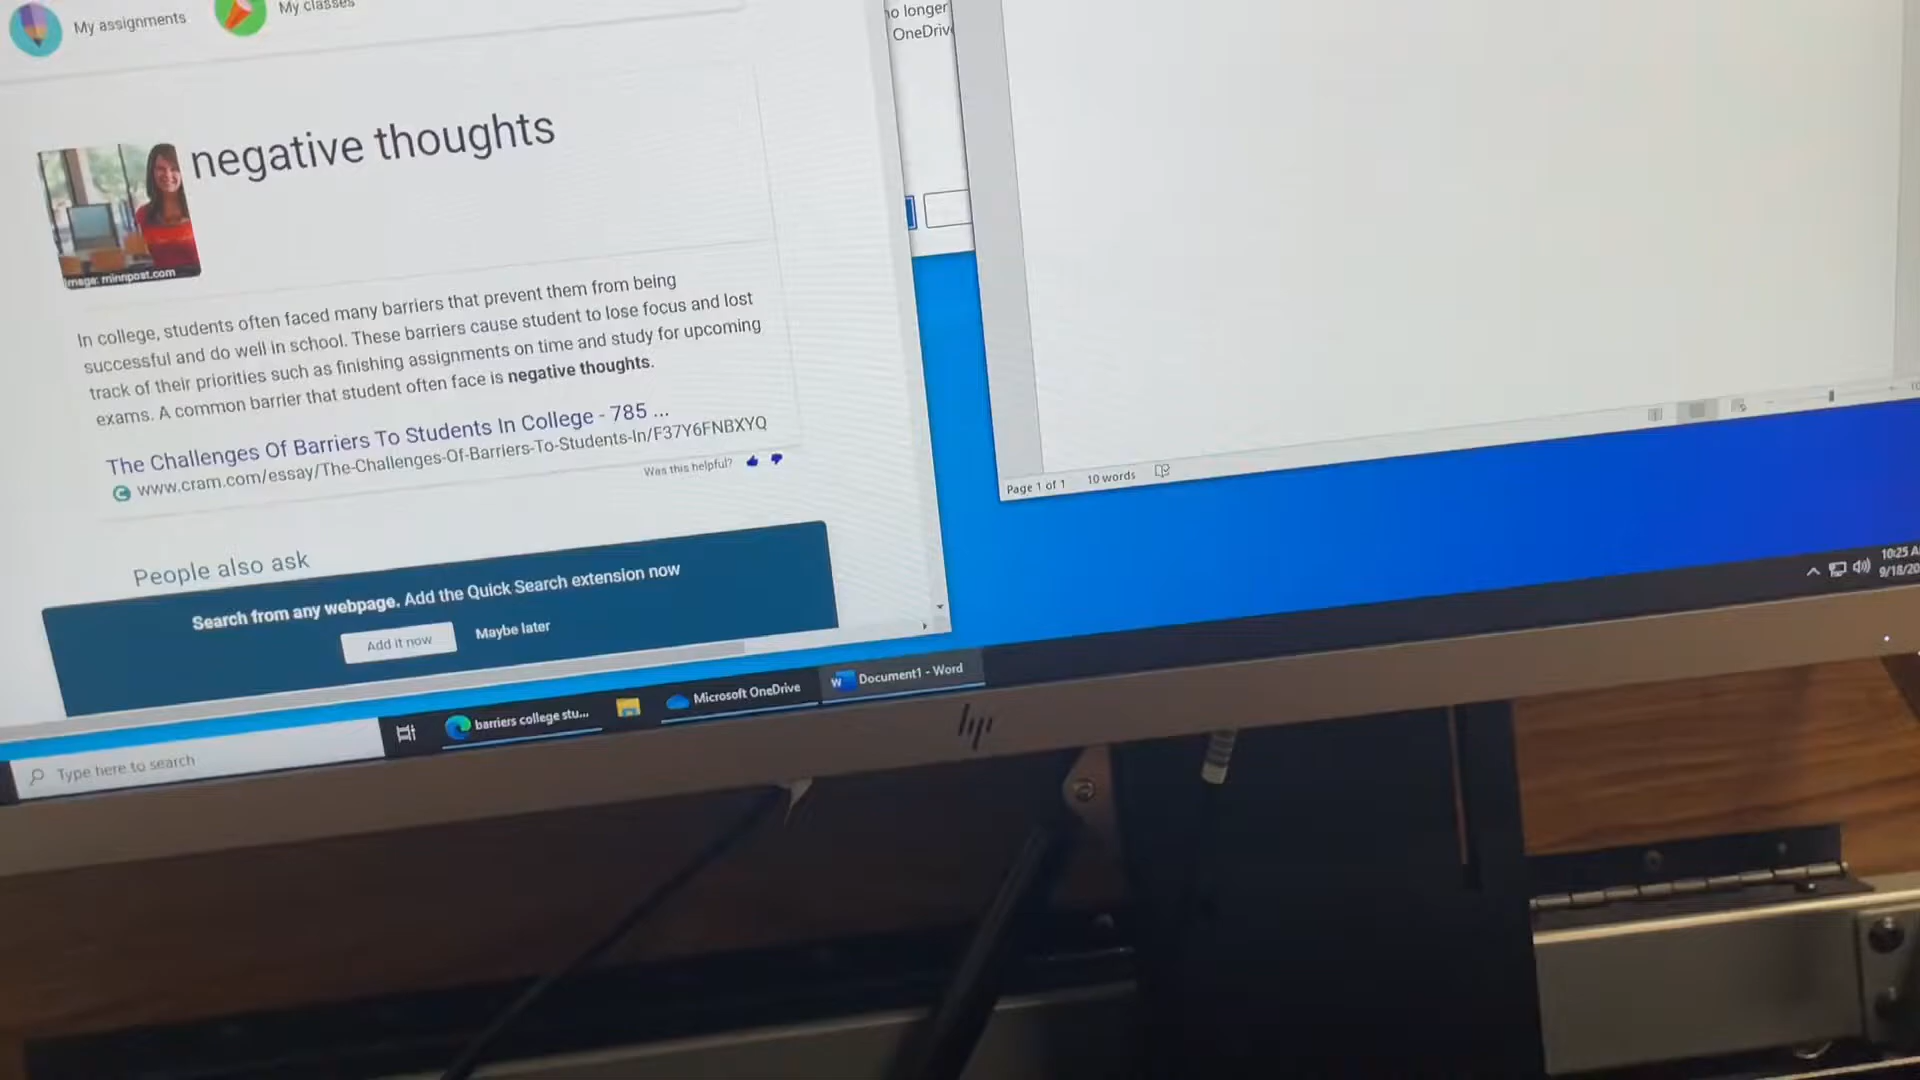 My assignments
My classes
no longer
OneDriv
negative thoughts
Image: minnpost.com
In college, students often faced many barriers that prevent them from being
successful and do well in school. These barriers cause student to lose focus and lost
track of their priorities such as finishing assignments on time and study for upcoming
exams. A common barrier that student often face is negative thoughts.
The Challenges Of Barriers To Students In College - 785 ...
www.cram.com/essay/The-Challenges-Of-Barriers-To-Students-In/F37Y6FNBXYQ
Was this helpful?
People also ask
Search from any webpage. Add the Quick Search extension now
Add it now
Maybe later
Page 1 of 1
10 words
10:25 A
9/18/20
Type here to search
barriers college stu...
Microsoft OneDrive
Document1 - Word
hp